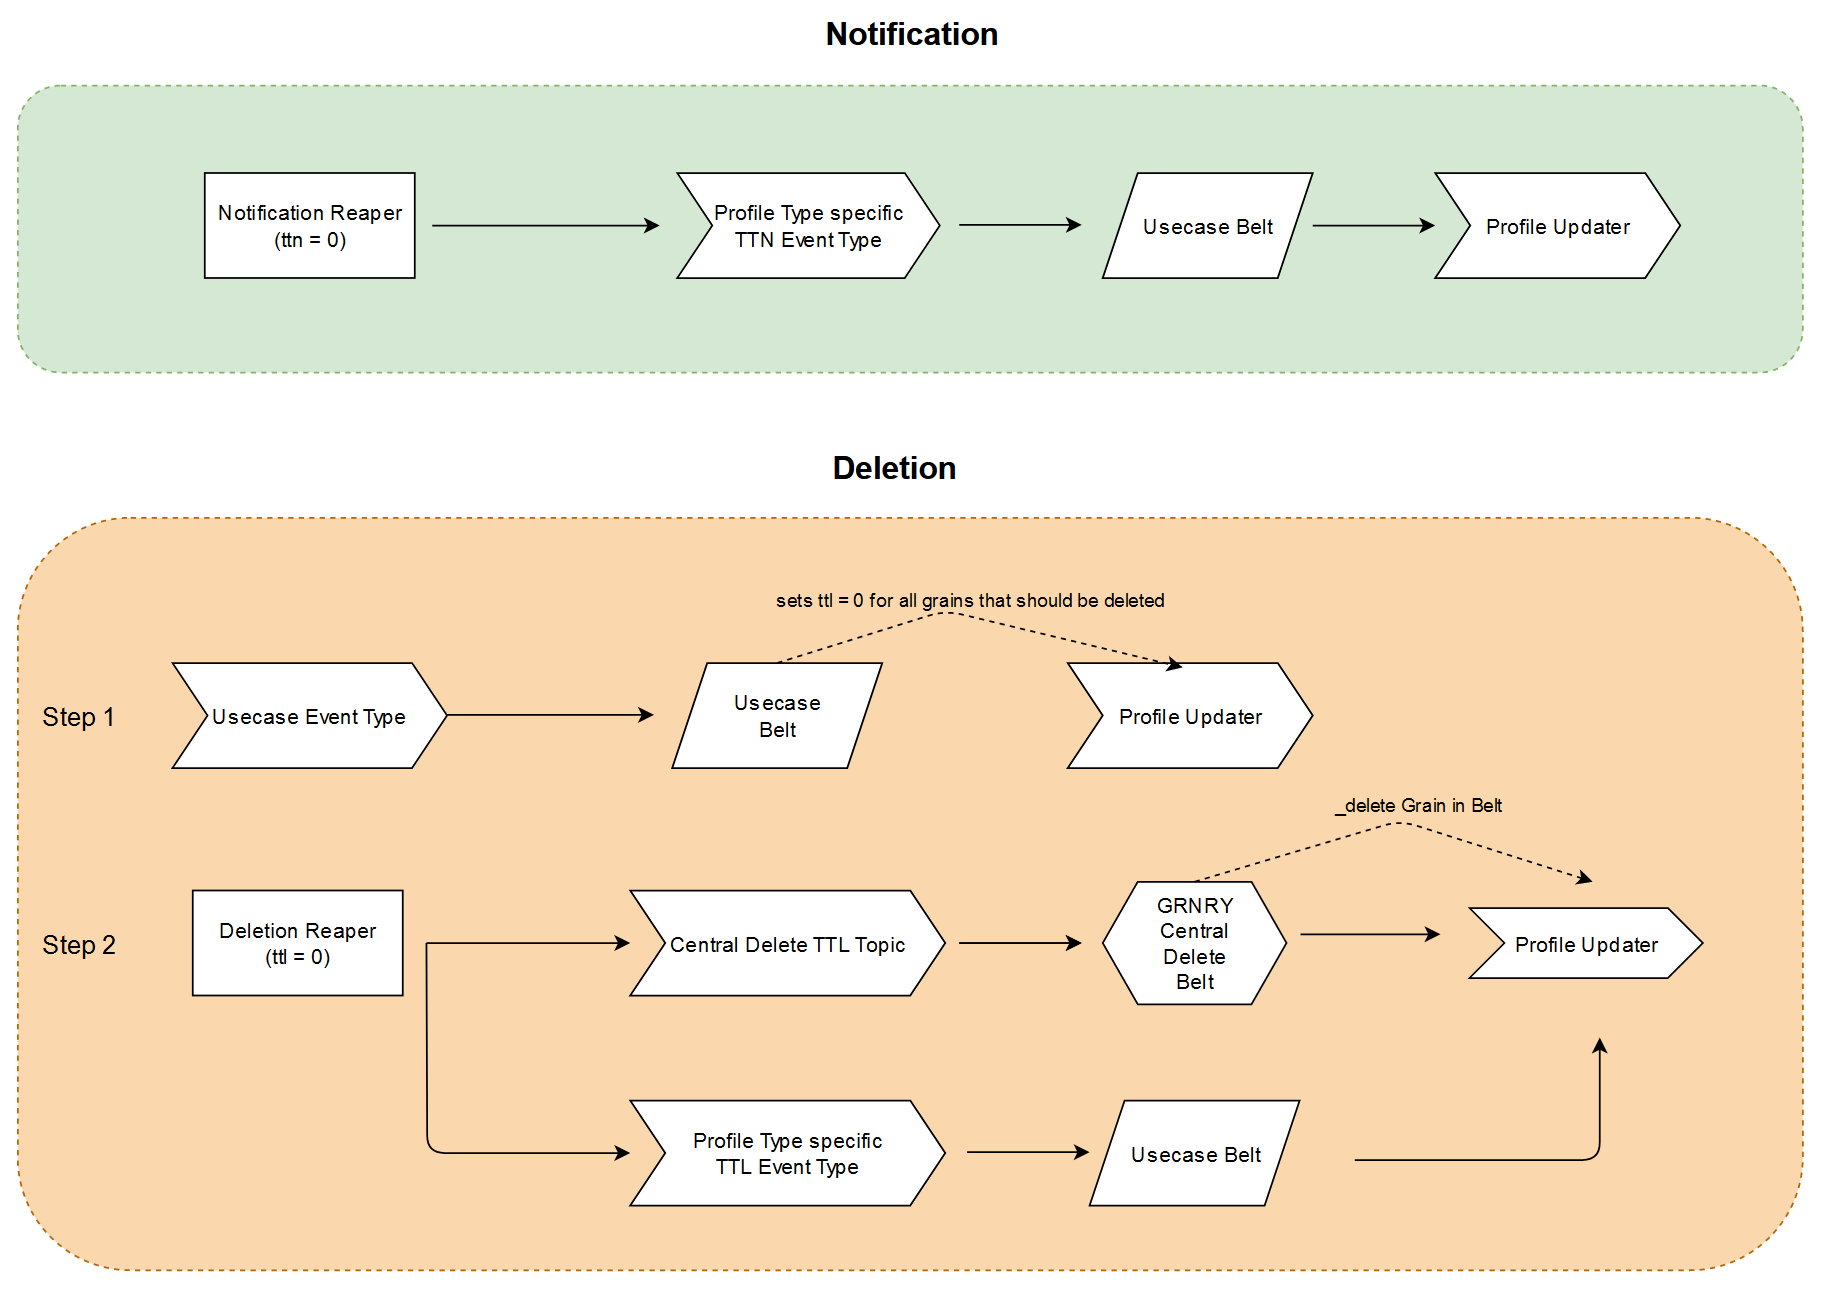 Notification
Notification Reaper
(ttn = 0)
Profile Type specific
TTN Event Type
Usecase Belt
Profile Updater
Deletion
sets ttl = 0 for all grains that should be deleted
Step 1
Usecase Event Type
Usecase
Belt
Profile Updater
_delete Grain in Belt
Step 2
Deletion Reaper
(ttl = 0)
Central Delete TTL Topic
GRNRY
Central
Delete
Belt
Profile Updater
Profile Type specific
TTL Event Type
Usecase Belt